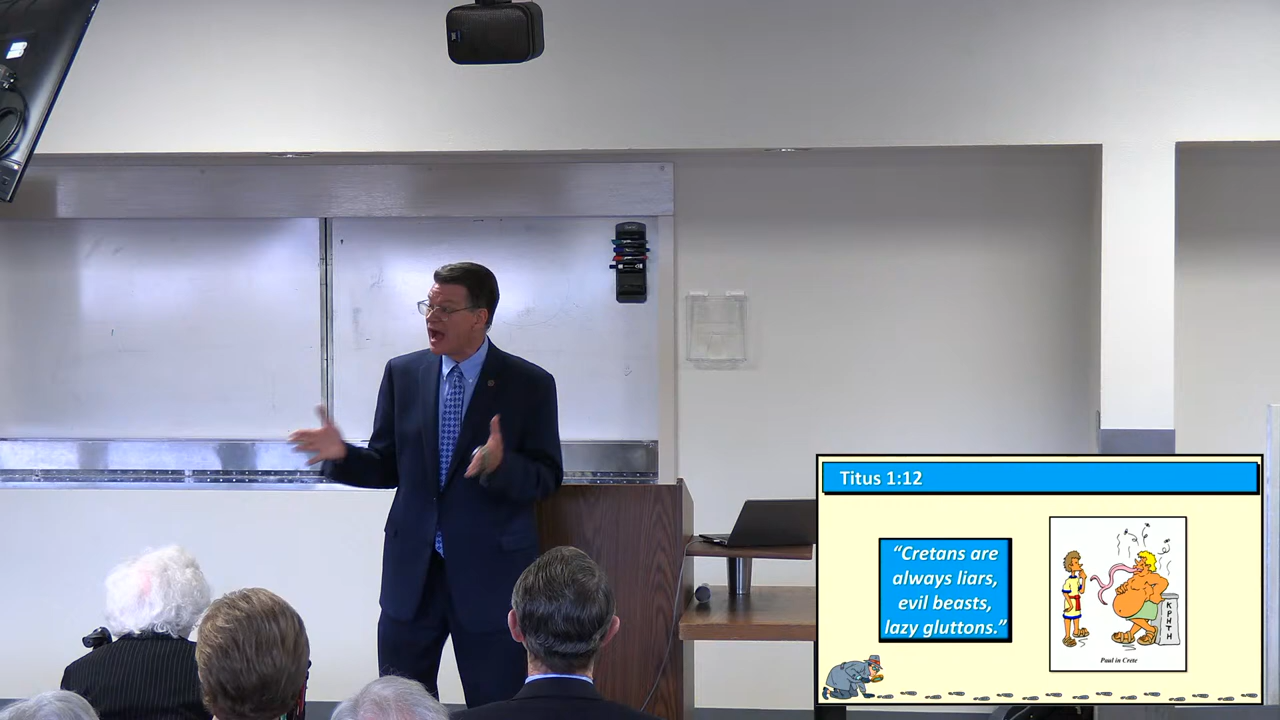 Titus 1:12
“Cretans are
always liars,
evil beasts,
lazy gluttons.”
ΚΡΗΤΗ
Paul in Crete